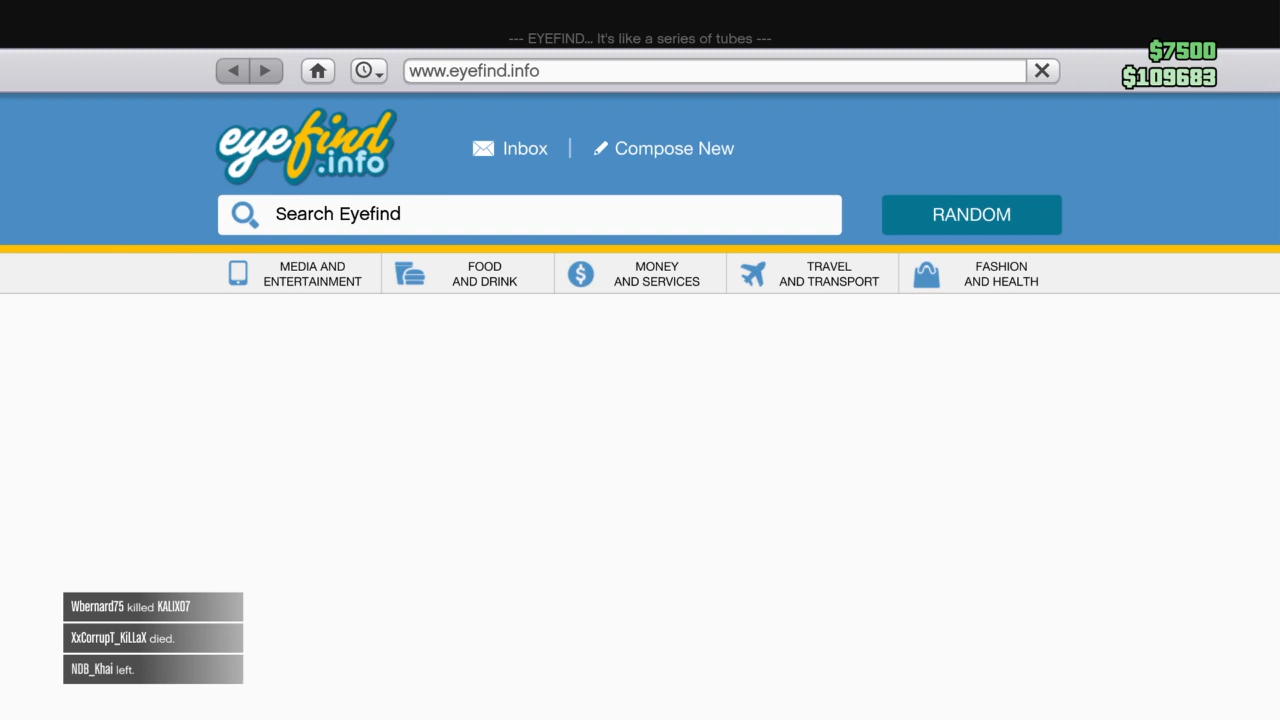 --- EYEFIND... It's like a series of tubes ---
$7500
www.eyefind.info
$109683
eyefind
.info
Inbox
Compose New
Search Eyefind
RANDOM
MEDIA AND
ENTERTAINMENT
FOOD
AND DRINK
MONEY
AND SERVICES
TRAVEL
AND TRANSPORT
FASHION
AND HEALTH
Wbernard75 killed KALIX07
XxCorrupT_KiLLaX died.
NDB_Khai left.